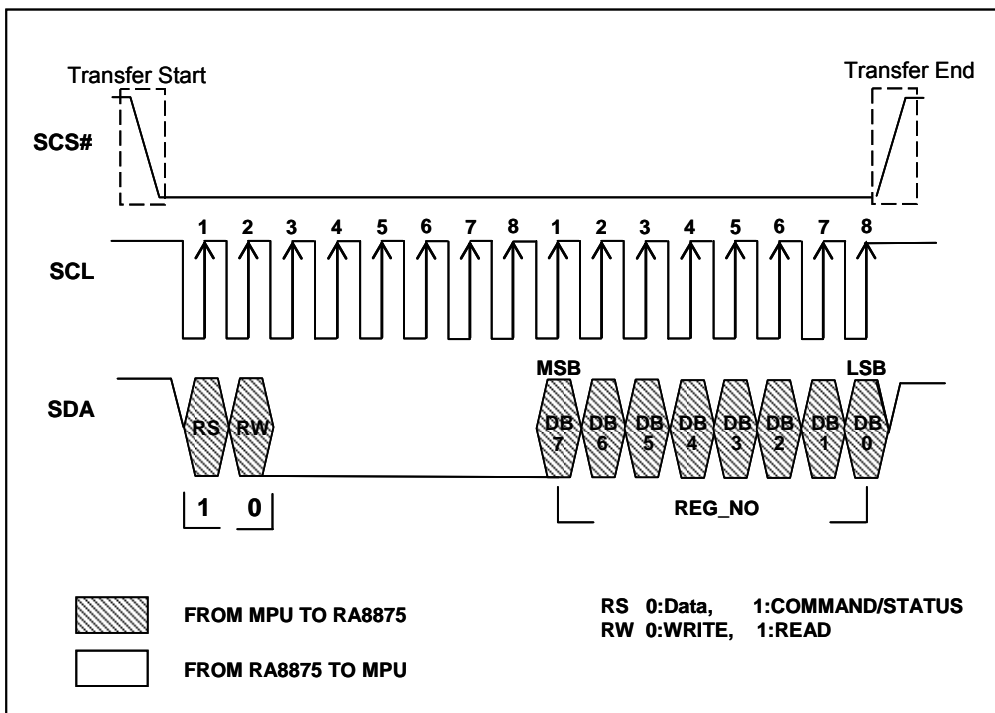 Transfer Start
Transfer End
SCS#
1 2 3 4 5 6 7 8 1 2 3 4 5 6 7 8
SCL
MSB LSB
SDA
RS RW DB 7 DB 6 DB 5 DB 4 DB 3 DB 2 DB 1 DB 0
1 0
REG_NO
FROM MPU TO RA8875
RS 0:Data, 1:COMMAND/STATUS
RW 0:WRITE, 1:READ
FROM RA8875 TO MPU